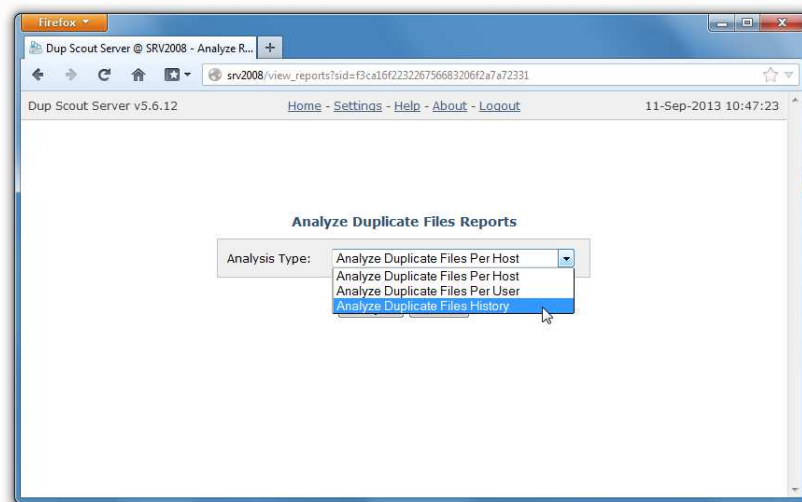 Firefox
Dup Scout Server @ SRV2008 - Analyze R...
srv2008/view_reports?sid=f3ca16f223226756683206f2a7a72331
Dup Scout Server v5.6.12 Home - Settings - Help - About - Logout 11-Sep-2013 10:47:23
Analyze Duplicate Files Reports
Analysis Type: Analyze Duplicate Files Per Host
Analyze Duplicate Files Per Host
Analyze Duplicate Files Per User
Analyze Duplicate Files History